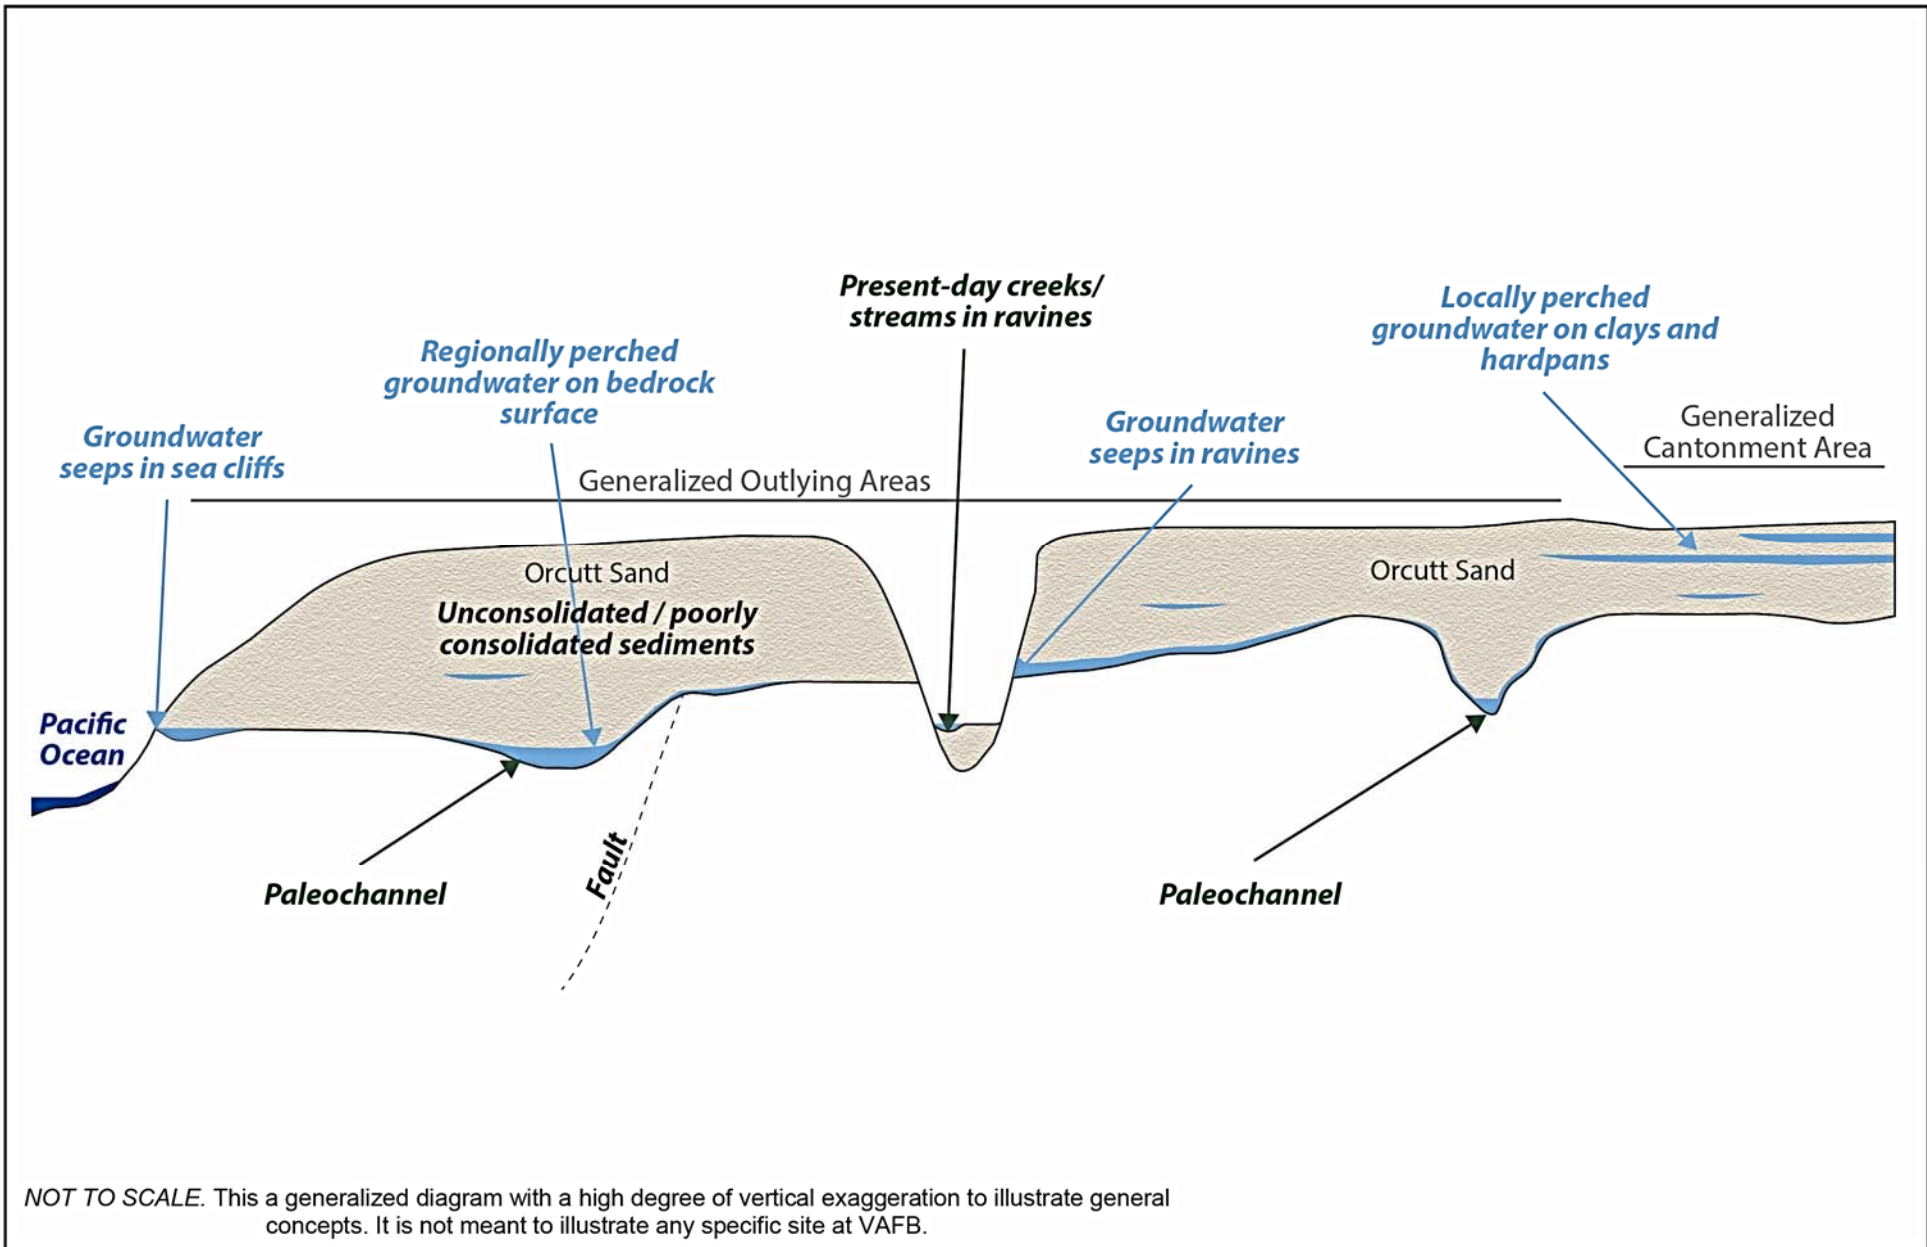 Present-day creeks/
streams in ravines
Locally perched
groundwater on clays and
hardpans
Regionally perched
groundwater on bedrock
surface
Groundwater
seeps in sea cliffs
Groundwater
seeps in ravines
Generalized
Cantonment Area
Generalized Outlying Areas
Orcutt Sand
Unconsolidated / poorly
consolidated sediments
Orcutt Sand
Pacific
Ocean
Paleochannel
Fault
Paleochannel
NOT TO SCALE. This a generalized diagram with a high degree of vertical exaggeration to illustrate general
concepts. It is not meant to illustrate any specific site at VAFB.